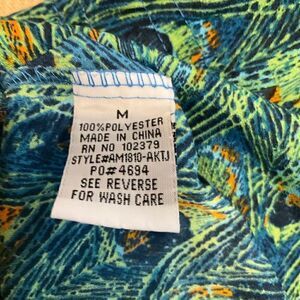 M
100% POLYESTER
MADE IN CHINA
RN NO 102379
STYLE#AM1810-AKTJ
PO#4694
SEE REVERSE
FOR WASH CARE